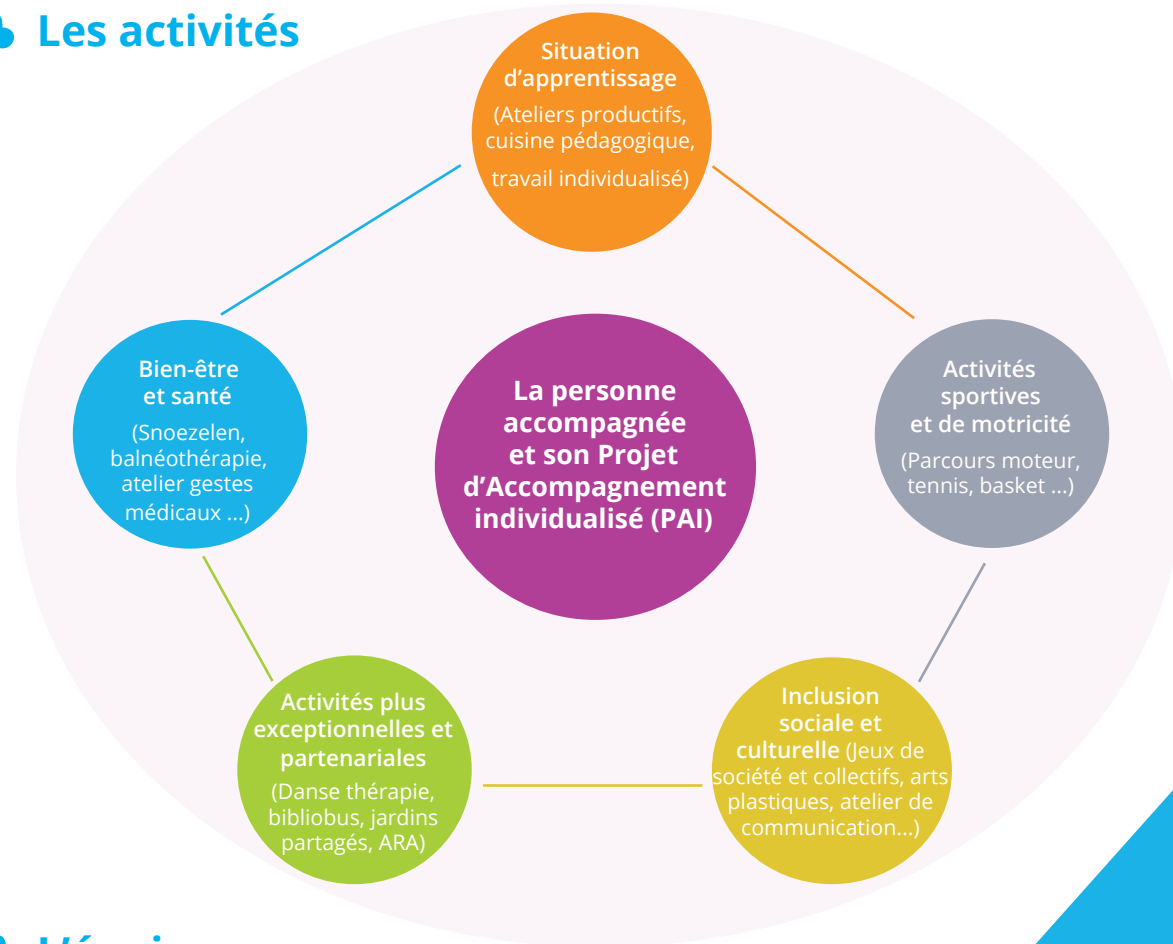 Les activités
Situation
d’apprentissage
(Ateliers productifs,
cuisine pédagogique,
travail individualisé)
Bien-être
et santé
(Snoezelen,
balnéothérapie,
atelier gestes
médicaux ...)
La personne
accompagnée
et son Projet
d’Accompagnement
individualisé (PAI)
Activités
sportives
et de motricité
(Parcours moteur,
tennis, basket ...)
Activités plus
exceptionnelles et
partenariales
(Danse thérapie,
bibliobus, jardins
partagés, ARA)
Inclusion
sociale et
culturelle (Jeux de
société et collectifs, arts
plastiques, atelier de
communication...)